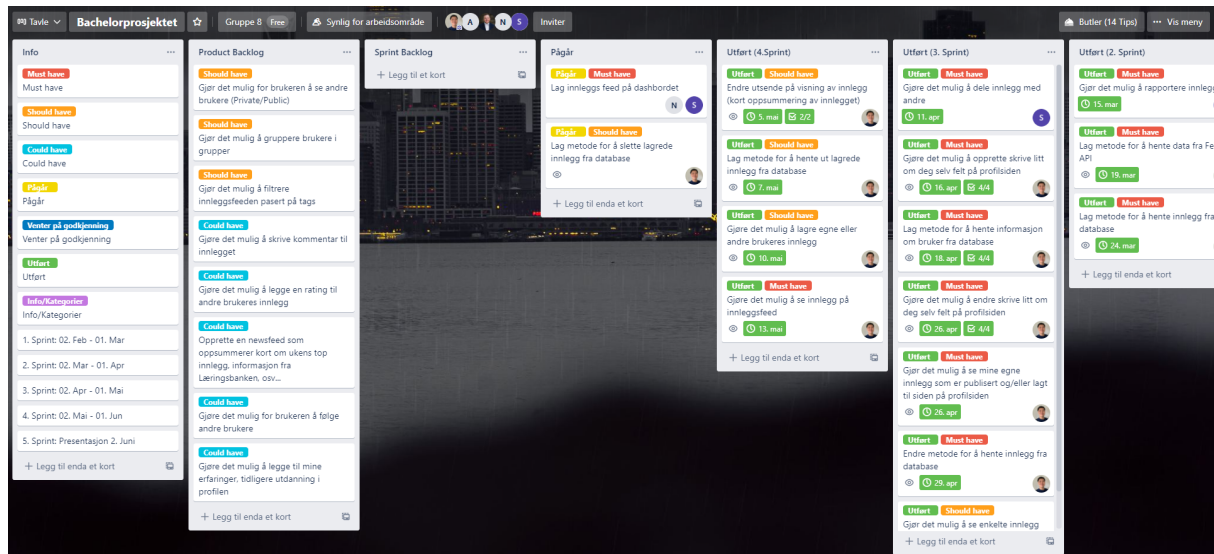 Tavle
Bachelorprosjektet
Gruppe 8 Free
Synlig for arbeidsområde
A
N
S
Inviter
Butler (14 Tips)
··· Vis meny
Info
Must have
Must have
Should have
Should have
Could have
Could have
Pågår
Pågår
Venter på godkjenning
Venter på godkjenning
Utført
Utført
Info/Kategorier
Info/Kategorier
1. Sprint: 02. Feb - 01. Mar
2. Sprint: 02. Mar - 01. Apr
3. Sprint: 02. Apr - 01. Mai
4. Sprint: 02. Mai - 01. Jun
5. Sprint: Presentasjon 2. Juni
+ Legg til enda et kort
Product Backlog
Should have
Gjør det mulig for brukeren å se andre
brukere (Private/Public)
Should have
Gjør det mulig å gruppere brukere i
grupper
Should have
Gjør det mulig å filtrere
innleggsfeeden pasert på tags
Could have
Gjøre det mulig å skrive kommentar til
innlegget
Could have
Gjøre det mulig å legge en rating til
andre brukeres innlegg
Could have
Opprette en newsfeed som
oppsummerer kort om ukens top
innlegg, informasjon fra
Læringsbanken, osv...
Could have
Gjøre det mulig for brukeren å følge
andre brukere
Could have
Gjøre det mulig å legge til mine
erfaringer, tidligere utdanning i
profilen
+ Legg til enda et kort
Sprint Backlog
+ Legg til et kort
Pågår
Pågår Must have
Lag innleggs feed på dashbordet
N S
Pågår Should have
Lag metode for å slette lagrede
innlegg fra database
+ Legg til enda et kort
Utført (4.Sprint)
Utført Should have
Endre utsende på visning av innlegg
(kort oppsummering av innlegget)
5. mai 2/2
Utført Should have
Lag metode for å hente ut lagrede
innlegg fra database
7. mai
Utført Should have
Gjøre det mulig å lagre egne eller
andre brukeres innlegg
10. mai
Utført Must have
Gjøre det mulig å se innlegg på
innleggsfeed
13. mai
+ Legg til enda et kort
Utført (3. Sprint)
Utført Must have
Gjør det mulig å dele innlegg med
andre
11. apr
S
Utført Must have
Gjøre det mulig å opprette skrive litt
om deg selv felt på profilsiden
16. apr 4/4
Utført Must have
Lag metode for å hente informasjon
om bruker fra database
18. apr 4/4
Utført Must have
Gjøre det mulig å endre skrive litt om
deg selv felt på profilsiden
26. apr 4/4
Utført Must have
Gjør det mulig å se mine egne
innlegg som er publisert og/eller lagt
til siden på profilsiden
26. apr
Utført Must have
Endre metode for å hente innlegg fra
database
29. apr
Utført Should have
Gjør det mulig å se enkelte innlegg
+ Legg til enda et kort
Utført (2. Sprint)
Utført Must have
Gjør det mulig å rapportere innlegg
15. mar
Utført Must have
Lag metode for å hente data fra Fe
API
19. mar
Utført Must have
Lag metode for å hente innlegg fra
database
24. mar
+ Legg til enda et kort